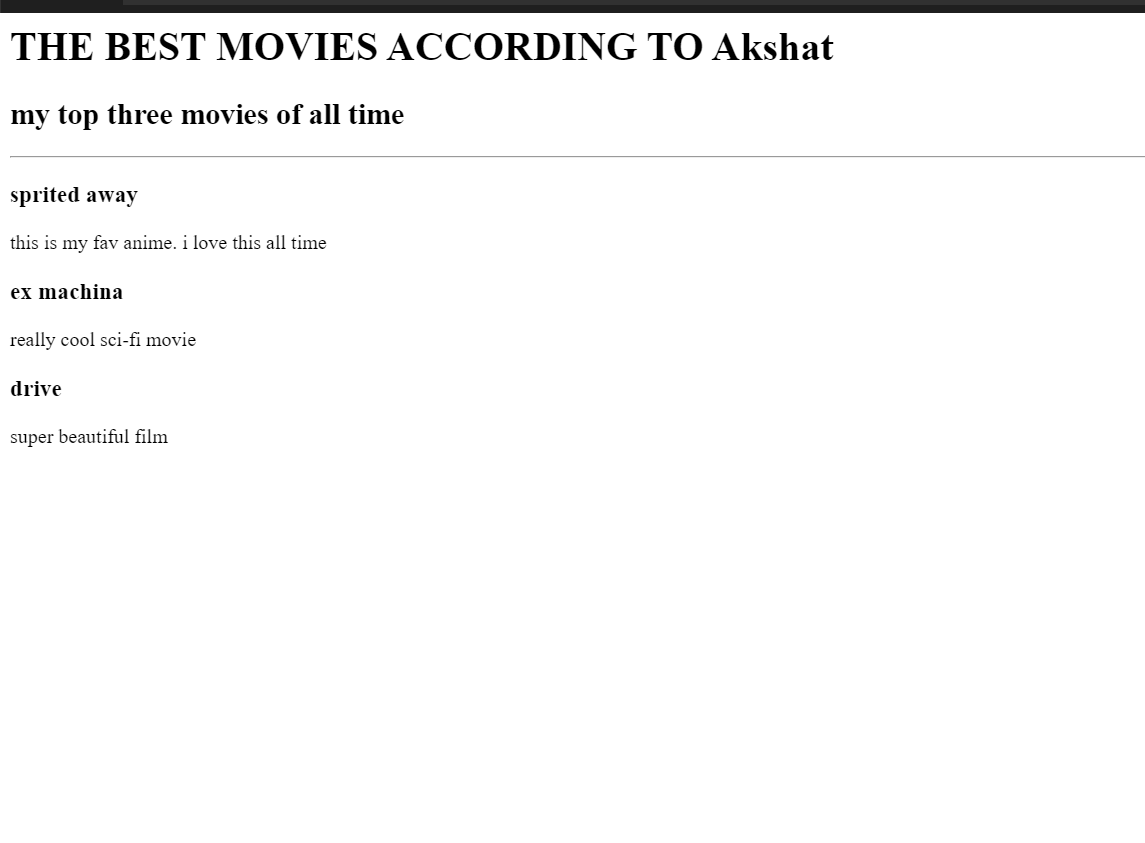 THE BEST MOVIES ACCORDING TO Akshat
my top three movies of all time
sprited away
this is my fav anime. i love this all time
ex machina
really cool sci-fi movie
drive
super beautiful film